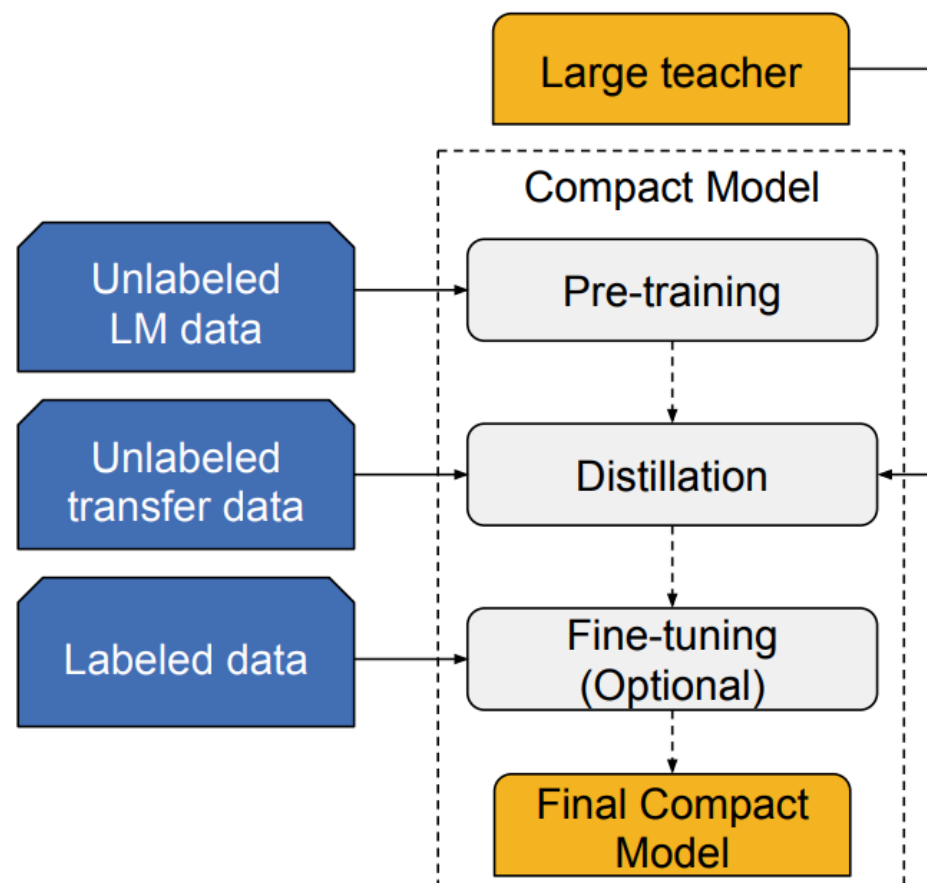 Large teacher
Compact Model
Unlabeled
LM data
Pre-training
Unlabeled
transfer data
Distillation
Labeled data
Fine-tuning
(Optional)
Final Compact
Model